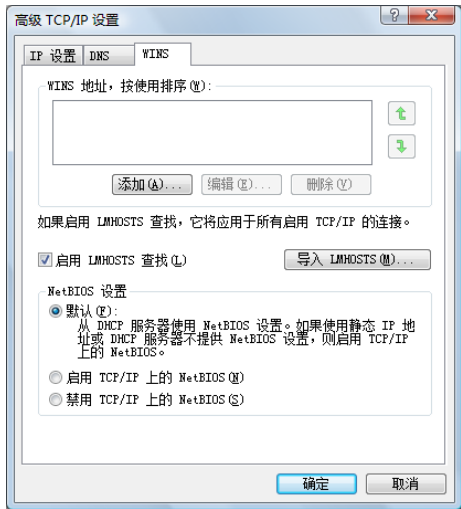 高级 TCP/IP 设置
IP 设置 DNS WINS
WINS 地址，按使用排序(W):
添加(A)... 编辑(E)... 删除(V)
如果启用 LMHOSTS 查找，它将应用于所有启用 TCP/IP 的连接。
启用 LMHOSTS 查找(L) 导入 LMHOSTS(M)...
NetBIOS 设置
默认(F):
从 DHCP 服务器使用 NetBIOS 设置。如果使用静态 IP 地
址或 DHCP 服务器不提供 NetBIOS 设置，则启用 TCP/IP
上的 NetBIOS。
启用 TCP/IP 上的 NetBIOS(N)
禁用 TCP/IP 上的 NetBIOS(S)
确定 取消